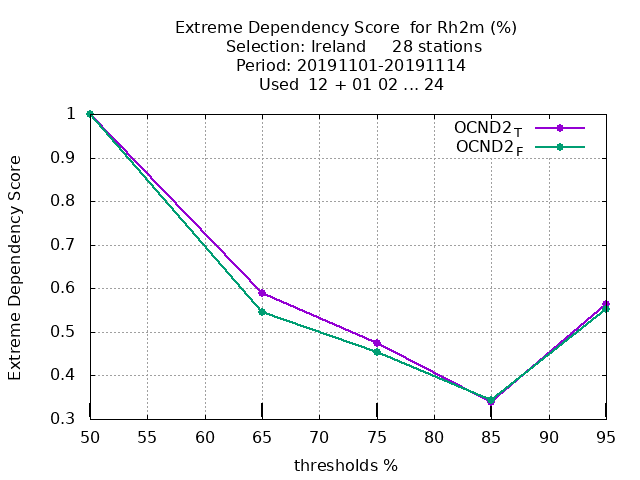 Extreme Dependency Score  for Rh2m (%)
Selection: Ireland     28 stations
Period: 20191101-20191114
Used  12 + 01 02 ... 24
OCND2T
OCND2F
1
0.9
0.8
0.7
0.6
0.5
0.4
0.3
Extreme Dependency Score
50 55 60 65 70 75 80 85 90 95
thresholds %